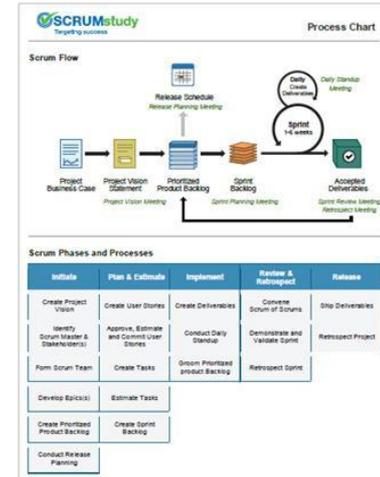 SCRUMstudy
Targeting success
Process Chart
Scrum Flow
Release Schedule
Release Planning Meeting
Daily
Create
Deliverables
Daily Standup
Meeting
Sprint
1-6 weeks
Project
Business Case
Project Vision
Statement
Project Vision Meeting
Prioritized
Product Backlog
Sprint
Backlog
Sprint Planning Meeting
Accepted
Deliverables
Sprint Review Meeting
Retrospect Meeting
Scrum Phases and Processes
Initiate
Plan & Estimate
Implement
Review &
Retrospect
Release
Create Project
Vision
Create User Stories
Create Deliverables
Convene
Scrum of Scrums
Ship Deliverables
Identify
Scrum Master &
Stakeholder(s)
Approve, Estimate
and Commit User
Stories
Conduct Daily
Standup
Demonstrate and
Validate Sprint
Retrospect Project
Form Scrum Team
Create Tasks
Groom Prioritized
product Backlog
Retrospect Sprint
Develop Epics(s)
Estimate Tasks
Create Prioritized
Product Backlog
Create Sprint
Backlog
Conduct Release
Planning